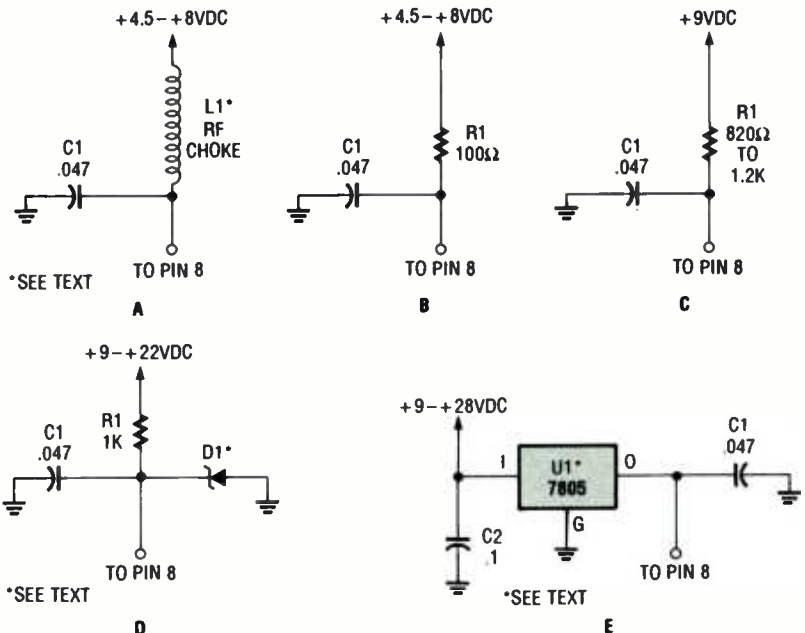 +4.5–+8VDC
L1*
RF
CHOKE
C1
.047
TO PIN 8
*SEE TEXT
A
+4.5–+8VDC
R1
100Ω
C1
.047
TO PIN 8
B
+9VDC
R1
820Ω
TO
1.2K
C1
.047
TO PIN 8
C
+9–+22VDC
R1
1K
C1
.047
D1*
TO PIN 8
*SEE TEXT
D
+9–+28VDC
I
U1*
7805
O
G
C1
.047
C2
.1
TO PIN 8
*SEE TEXT
E